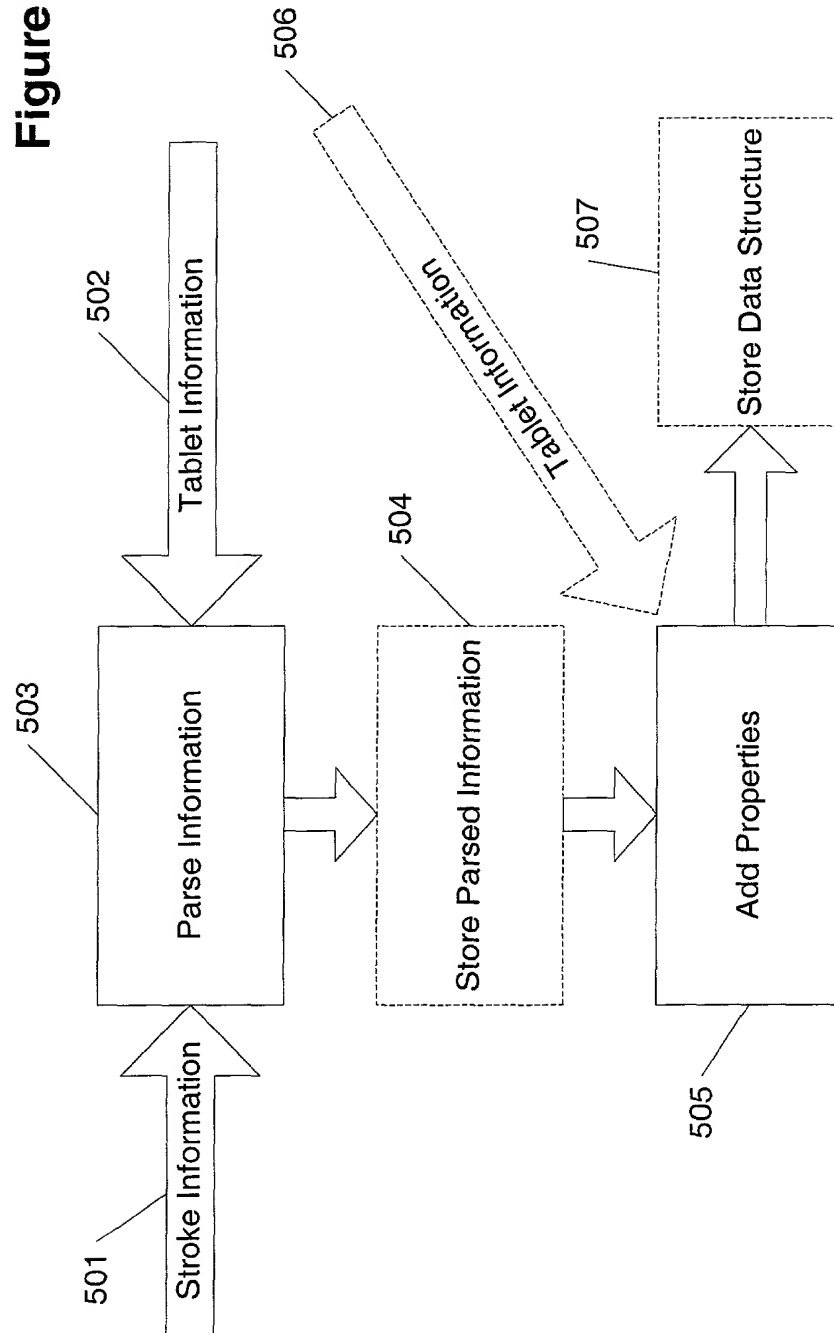 Figure
506
502
Tablet Information
507
Tablet Information
Store Data Structure
504
503
Parse Information
Store Parsed Information
Add Properties
501
Stroke Information
505